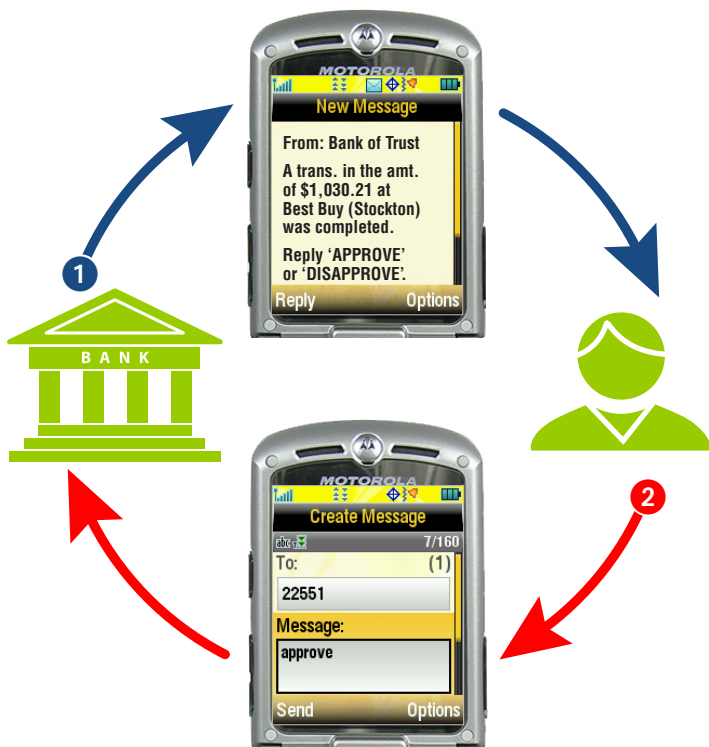 MOTOROLA
New Message
From: Bank of Trust
A trans. in the amt.
of $1,030.21 at
Best Buy (Stockton)
was completed.
Reply ‘APPROVE’
or ‘DISAPPROVE’.
Reply Options
1
BANK
2
MOTOROLA
Create Message
abc 7/160
To: (1)
22551
Message:
approve
Send Options